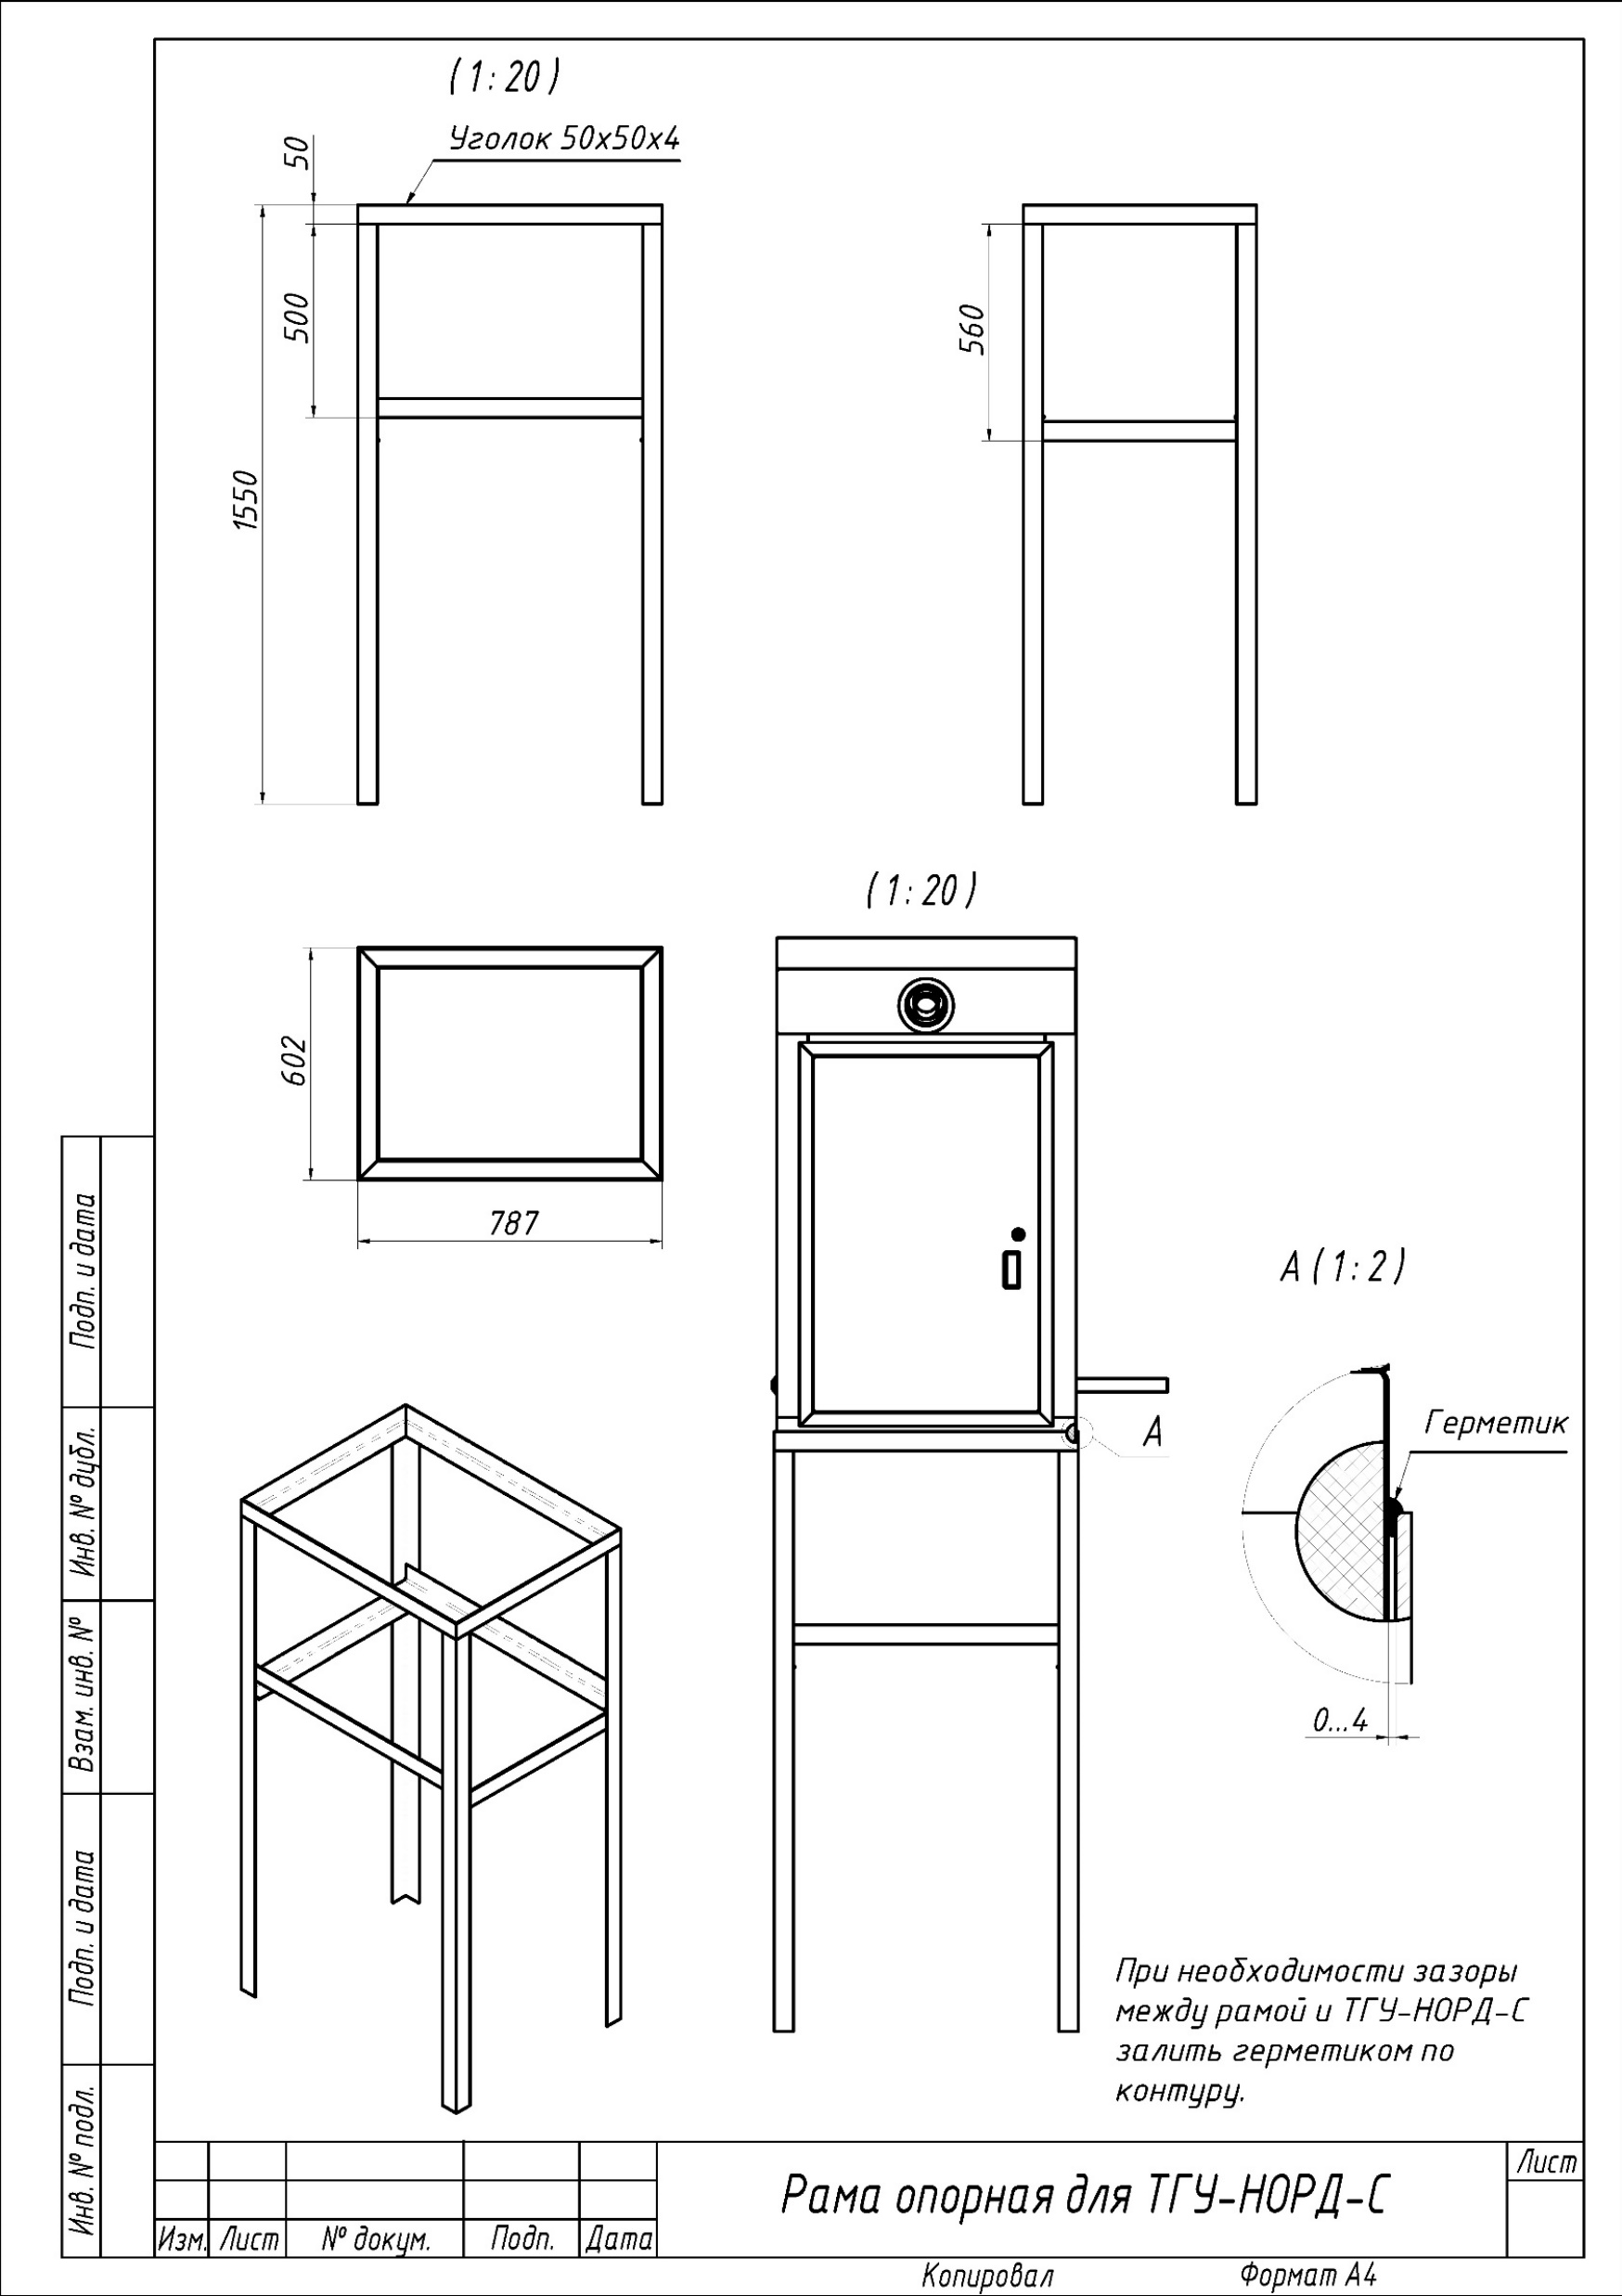 (1:20)
Уголок 50х50х4
50
500
1550
560
(1:20)
602
787
А(1:2)
Герметик
А
0...4
При необходимости зазоры
между рамой и ТГУ-НОРД-С
залить герметиком по
контуру.
Подп. и дата
Инв. № дубл.
Взам. инв. №
Подп. и дата
Инв. № подл.
Изм. Лист № докум. Подп. Дата
Рама опорная для ТГУ-НОРД-С
Лист
Копировал Формат А4